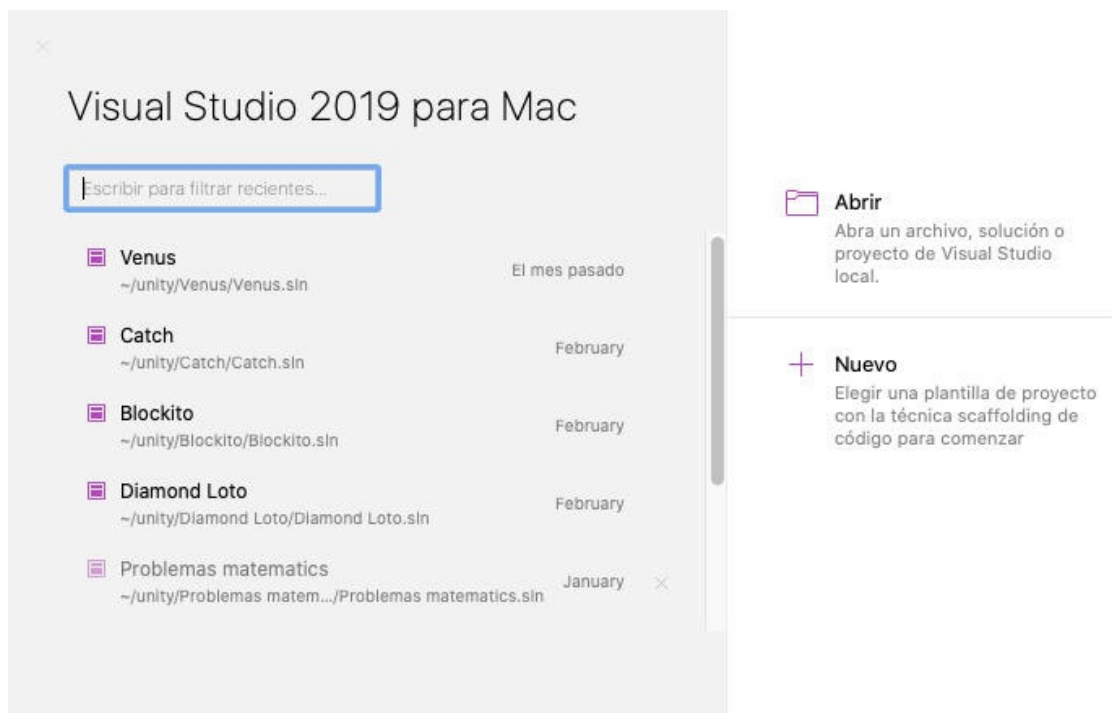 Visual Studio 2019 para Mac
Escribir para filtrar recientes...
Venus
~/unity/Venus/Venus.sln
El mes pasado
Catch
~/unity/Catch/Catch.sln
February
Blockito
~/unity/Blockito/Blockito.sln
February
Diamond Loto
~/unity/Diamond Loto/Diamond Loto.sln
February
Problemas matematics
~/unity/Problemas matem.../Problemas matematics.sln
January
Abrir
Abra un archivo, solución o
proyecto de Visual Studio
local.
Nuevo
Elegir una plantilla de proyecto
con la técnica scaffolding de
código para comenzar